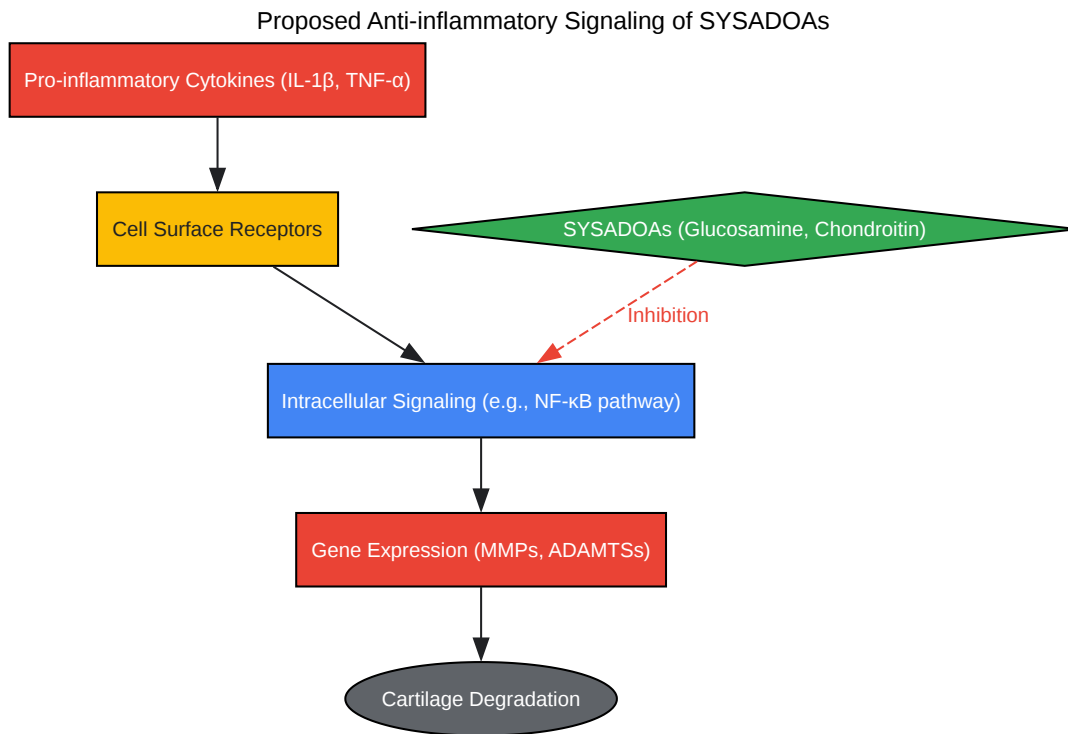 Proposed Anti-inflammatory Signaling of SYSADOAs
Pro-inflammatory Cytokines (IL-1β, TNF-α)
Cell Surface Receptors
SYSADOAs (Glucosamine, Chondroitin)
Inhibition
Intracellular Signaling (e.g., NF-κB pathway)
Gene Expression (MMPs, ADAMTSs)
Cartilage Degradation